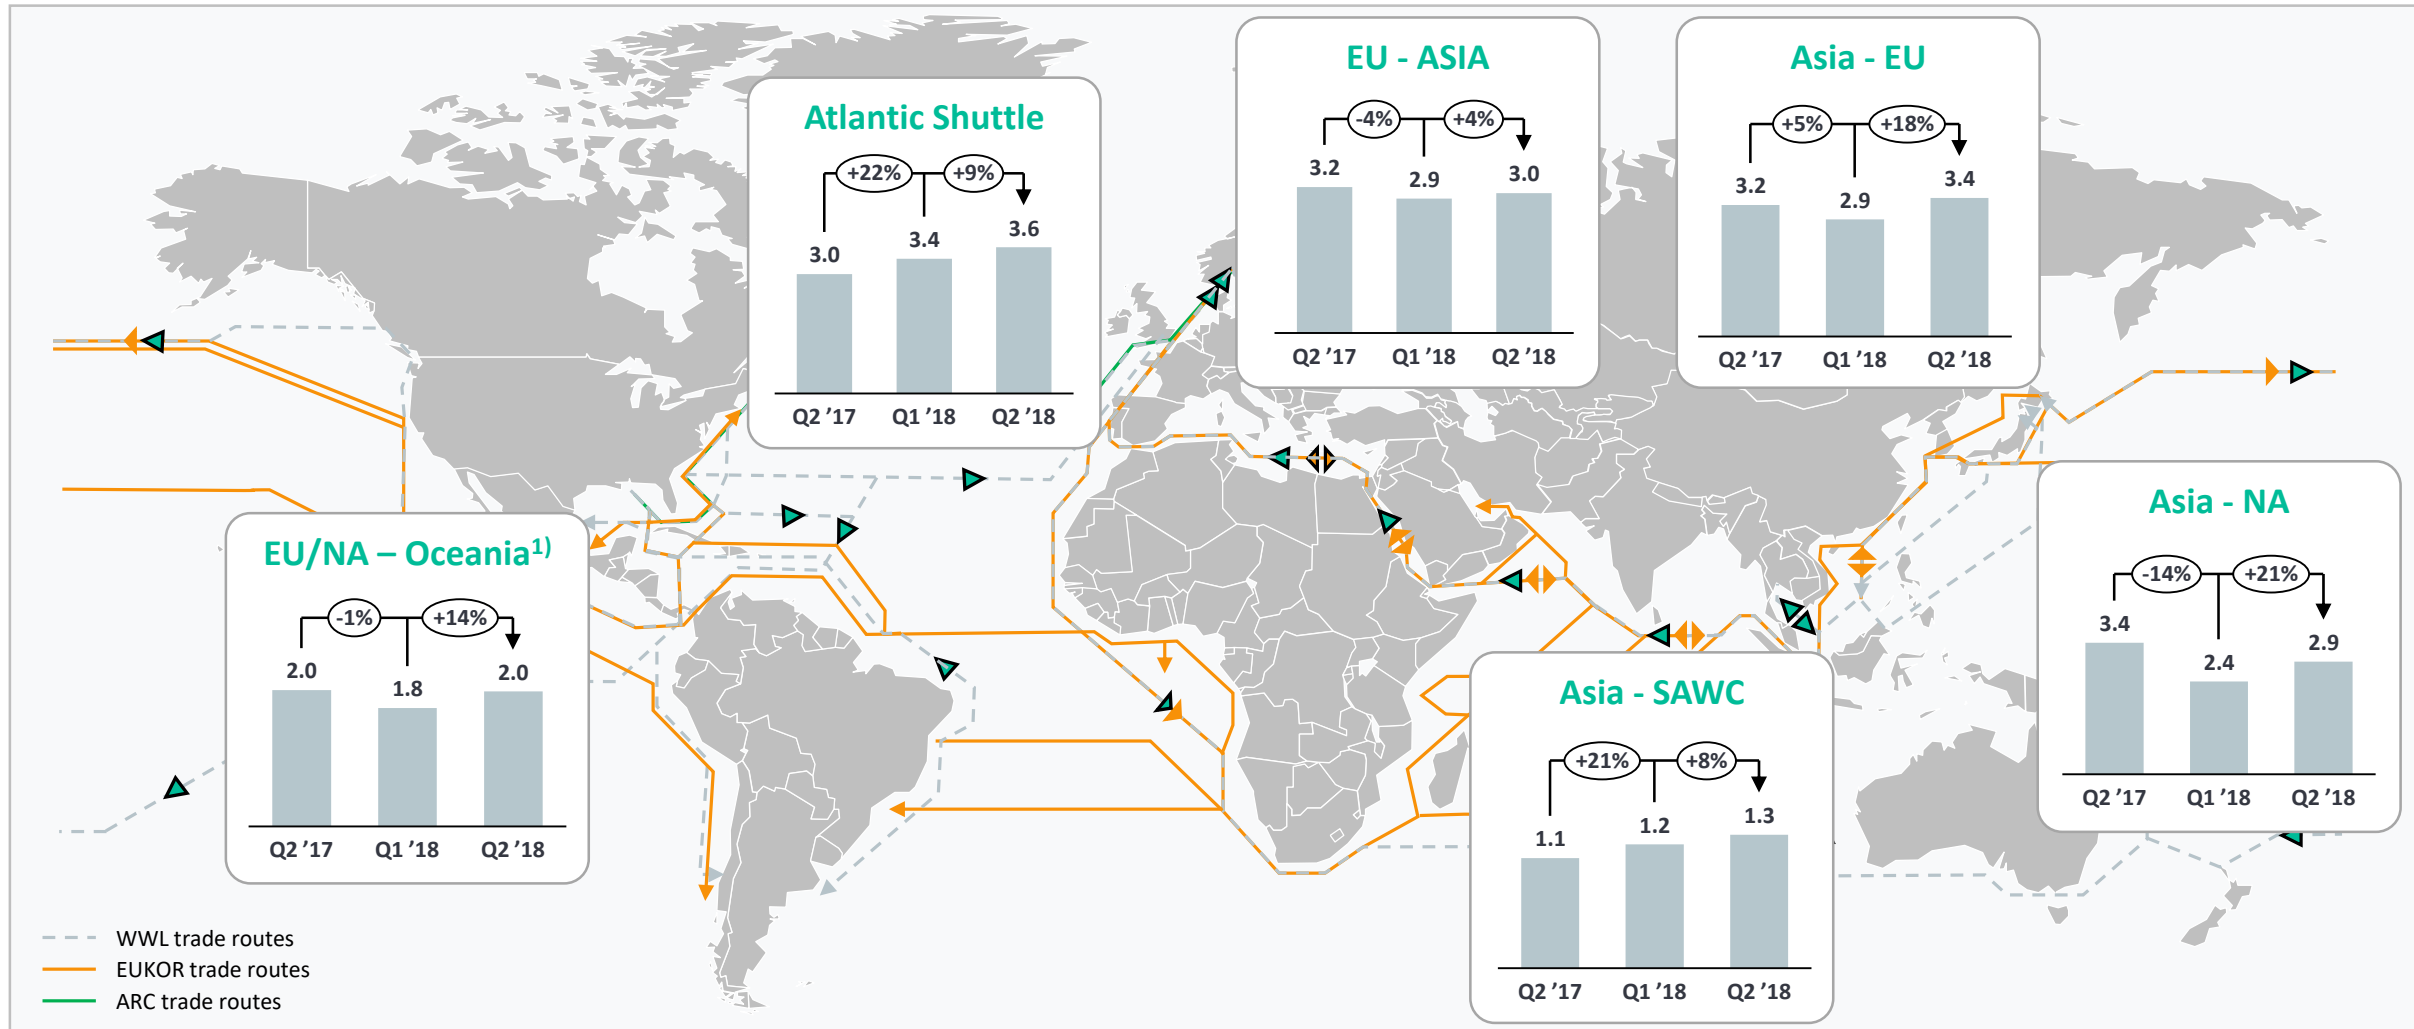 EU - ASIA
-4%
+4%
3.2
2.9
3.0
Q2 ’17
Q1 ’18
Q2 ’18
Asia - EU
+5%
+18%
3.2
2.9
3.4
Q2 ’17
Q1 ’18
Q2 ’18
Atlantic Shuttle
+22%
+9%
3.0
3.4
3.6
Q2 ’17
Q1 ’18
Q2 ’18
Asia - NA
-14%
+21%
3.4
2.4
2.9
Q2 ’17
Q1 ’18
Q2 ’18
EU/NA – Oceania¹⁾
-1%
+14%
2.0
1.8
2.0
Q2 ’17
Q1 ’18
Q2 ’18
Asia - SAWC
+21%
+8%
1.1
1.2
1.3
Q2 ’17
Q1 ’18
Q2 ’18
WWL trade routes
EUKOR trade routes
ARC trade routes